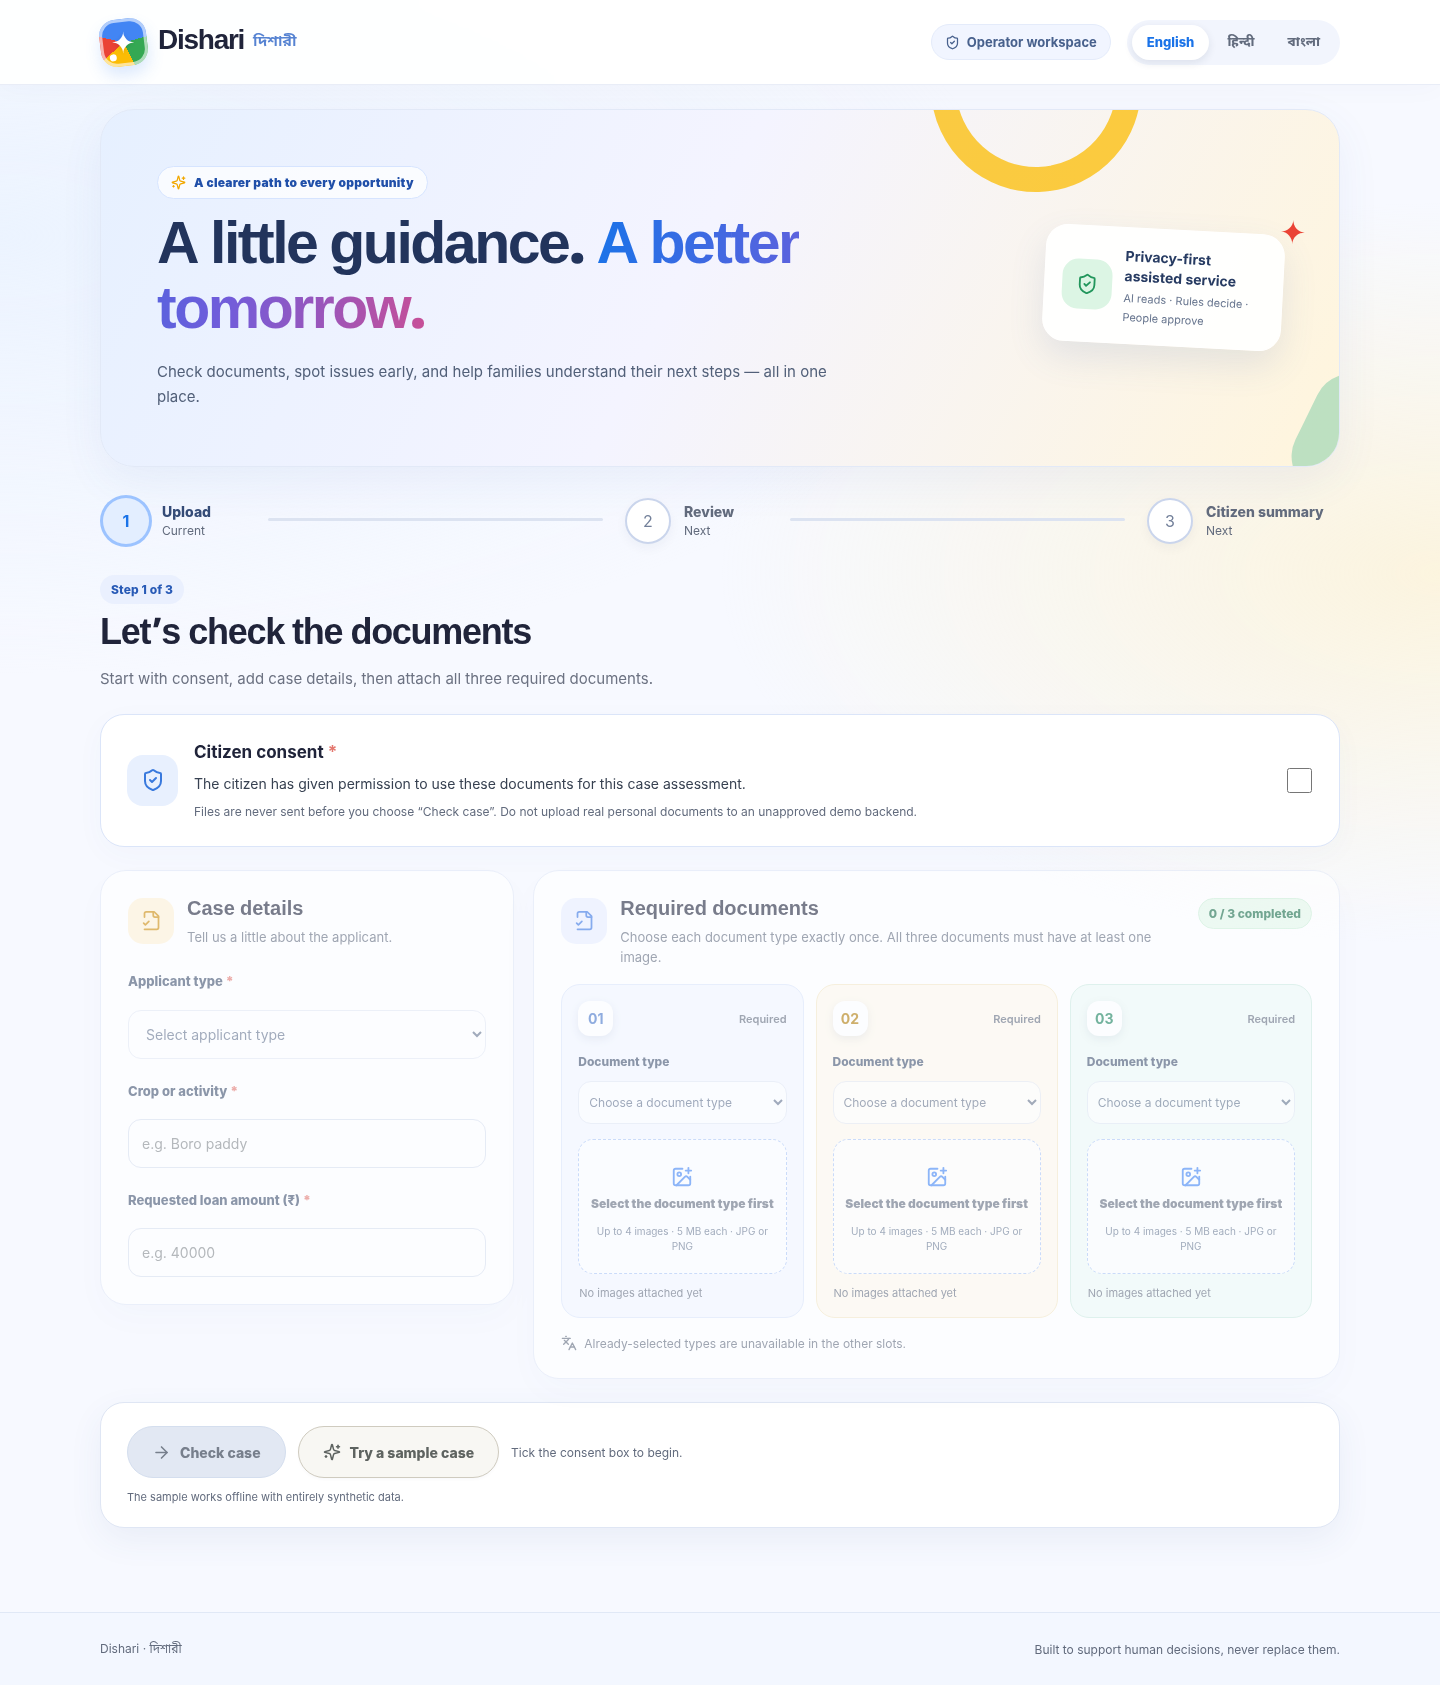 Dishari দিশারী
Operator workspace
English हिन्दी বাংলা
A clearer path to every opportunity
A little guidance. A better
tomorrow.
Check documents, spot issues early, and help families understand their next steps — all in one
place.
Privacy-first
assisted service
AI reads · Rules decide ·
People approve
1 Upload
Current
2 Review
Next
3 Citizen summary
Next
Step 1 of 3
Let’s check the documents
Start with consent, add case details, then attach all three required documents.
Citizen consent *
The citizen has given permission to use these documents for this case assessment.
Files are never sent before you choose “Check case”. Do not upload real personal documents to an unapproved demo backend.
Case details
Tell us a little about the applicant.
Applicant type *
Select applicant type
Crop or activity *
e.g. Boro paddy
Requested loan amount (₹) *
e.g. 40000
Required documents
Choose each document type exactly once. All three documents must have at least one
image.
0 / 3 completed
01 Required
Document type
Choose a document type
Select the document type first
Up to 4 images · 5 MB each · JPG or
PNG
No images attached yet
02 Required
Document type
Choose a document type
Select the document type first
Up to 4 images · 5 MB each · JPG or
PNG
No images attached yet
03 Required
Document type
Choose a document type
Select the document type first
Up to 4 images · 5 MB each · JPG or
PNG
No images attached yet
Already-selected types are unavailable in the other slots.
Check case
Try a sample case
Tick the consent box to begin.
The sample works offline with entirely synthetic data.
Dishari · দিশারী
Built to support human decisions, never replace them.